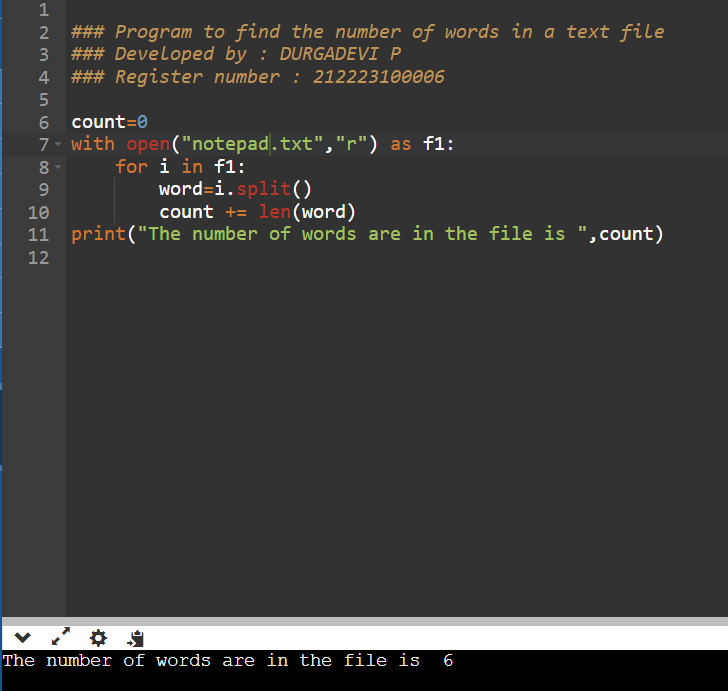 1
2 ### Program to find the number of words in a text file
3 ### Developed by : DURGADEVI P
4 ### Register number : 212223100006
5
6 count=0
7 with open("notepad.txt","r") as f1:
8     for i in f1:
9         word=i.split()
10         count += len(word)
11 print("The number of words are in the file is ",count)
12
The number of words are in the file is  6